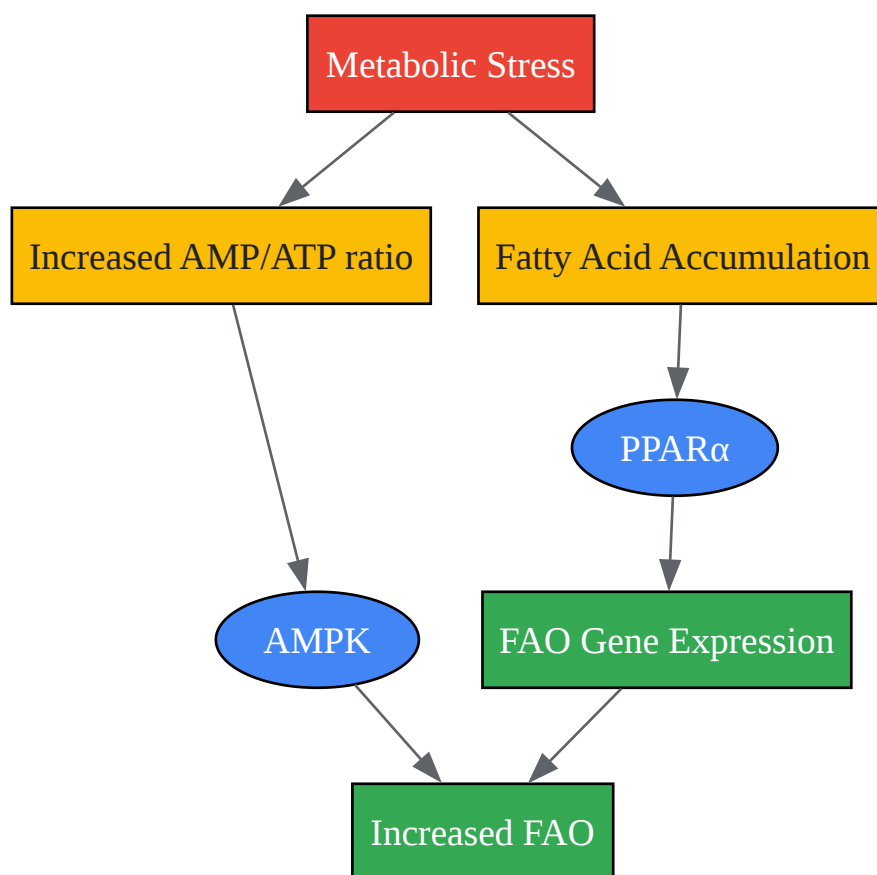 Metabolic Stress
Increased AMP/ATP ratio
Fatty Acid Accumulation
PPARα
AMPK
FAO Gene Expression
Increased FAO